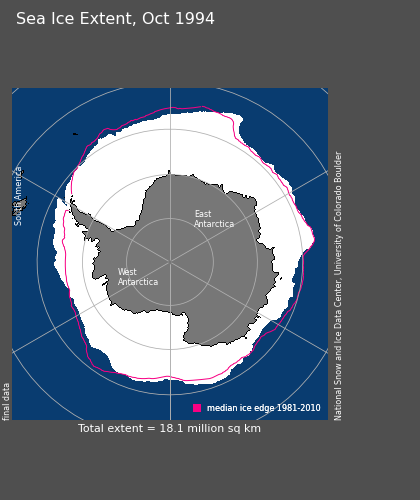 Sea Ice Extent, Oct 1994
South America
East
Antarctica
West
Antarctica
National Snow and Ice Data Center, University of Colorado Boulder
final data
median ice edge 1981-2010
Total extent = 18.1 million sq km